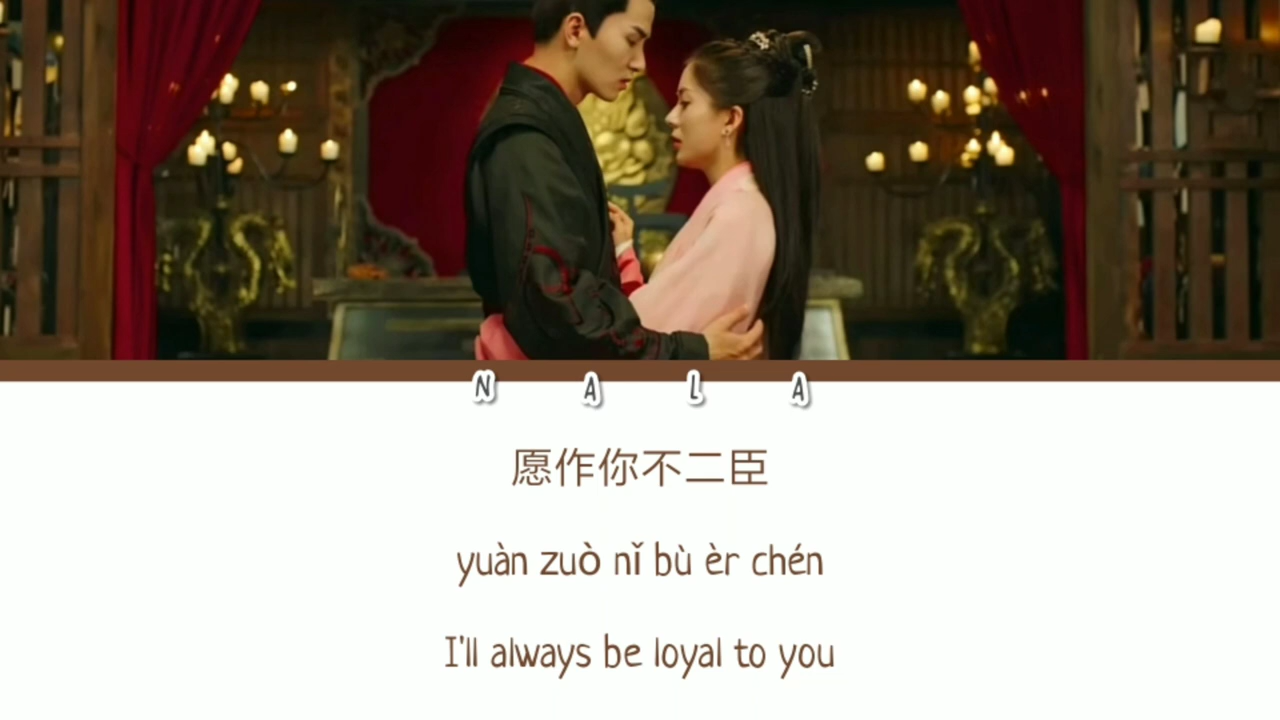 N A L A
愿作你不二臣
yuàn zuò nǐ bù èr chén
I'll always be loyal to you